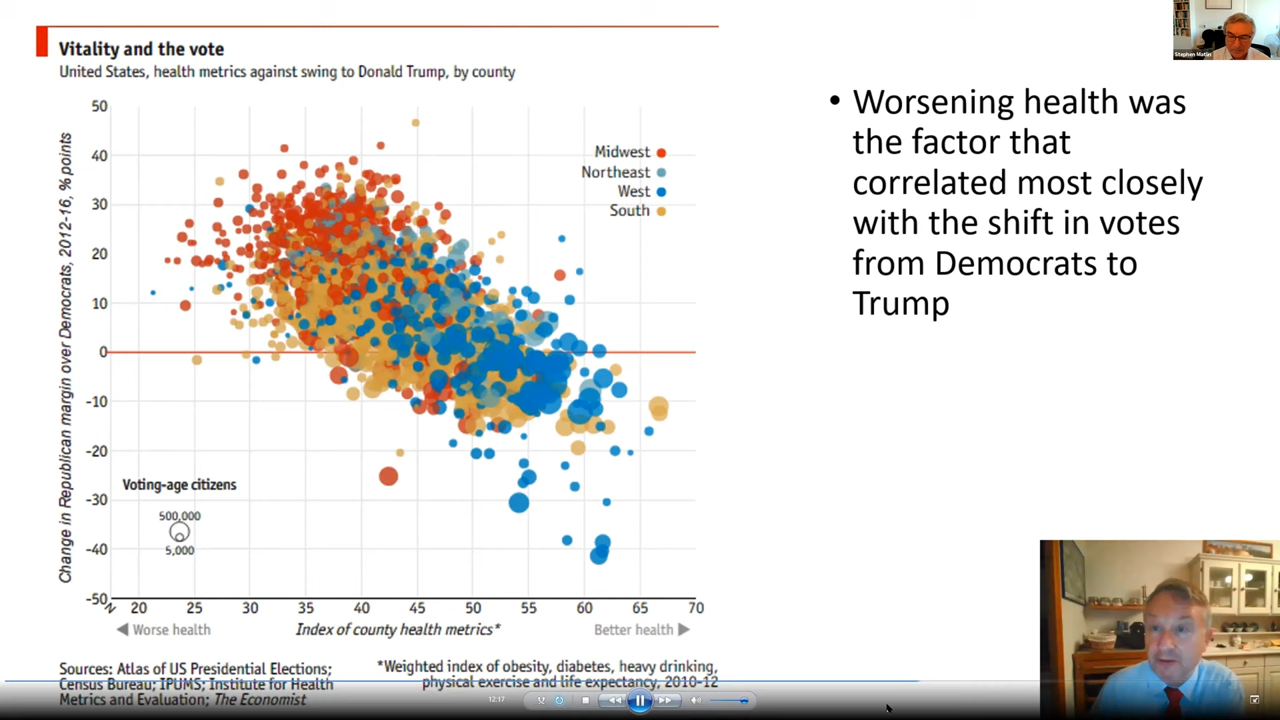 Vitality and the vote
United States, health metrics against swing to Donald Trump, by county
Change in Republican margin over Democrats, 2012-16, % points
50
40
30
20
10
0
-10
-20
-30
-40
-50
Midwest
Northeast
West
South
Voting-age citizens
500,000
5,000
20 25 30 35 40 45 50 55 60 65 70
Worse health
Index of county health metrics*
Better health
Sources: Atlas of US Presidential Elections;
Census Bureau; IPUMS; Institute for Health
Metrics and Evaluation; The Economist
*Weighted index of obesity, diabetes, heavy drinking,
physical exercise and life expectancy, 2010-12
• Worsening health was
the factor that
correlated most closely
with the shift in votes
from Democrats to
Trump
Stephen Matlin
12:17